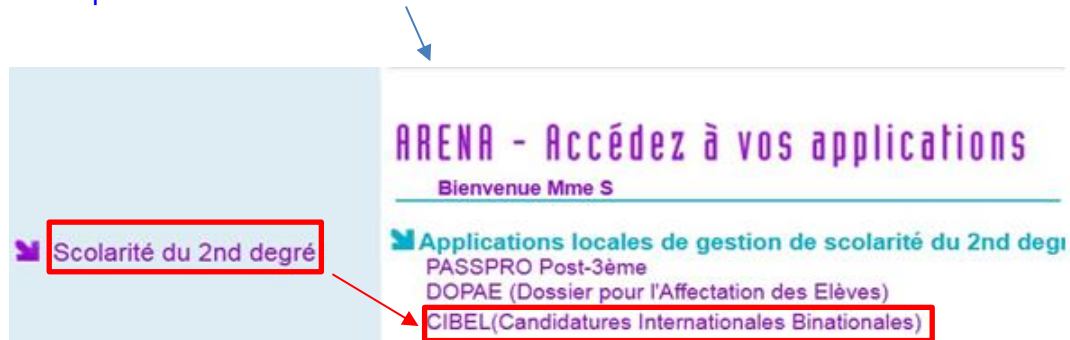 ARENA - Accédez à vos applications
Bienvenue Mme S
Scolarité du 2nd degré
Applications locales de gestion de scolarité du 2nd
PASSPRO Post-3ème
DOPAE (Dossier pour l'Affectation des Elèves)
CIBEL(Candidatures Internationales Binationales)